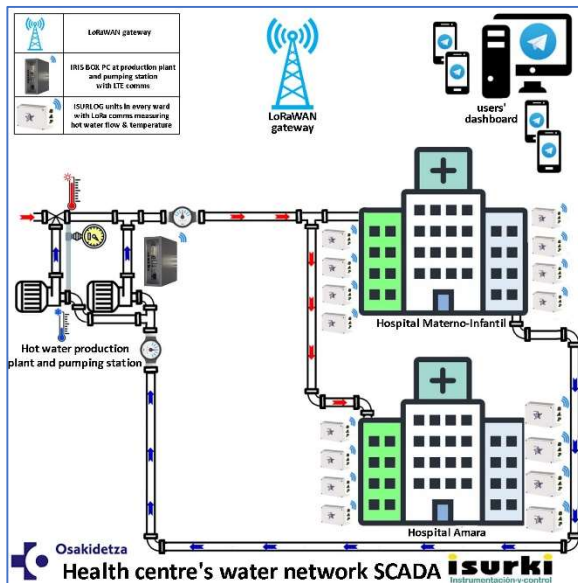 LoRaWAN gateway
IRIS BOX PC at production plant
and pumping station
with LTE comms
ISURLOG units in every ward
with LoRa comms measuring
hot water flow & temperature
LoRaWAN
gateway
users'
dashboard
Hospital Materno-Infantil
Hot water production
plant and pumping station
Hospital Amara
Osakidetza
Health centre's water network SCADA
isurki
Instrumentación y control